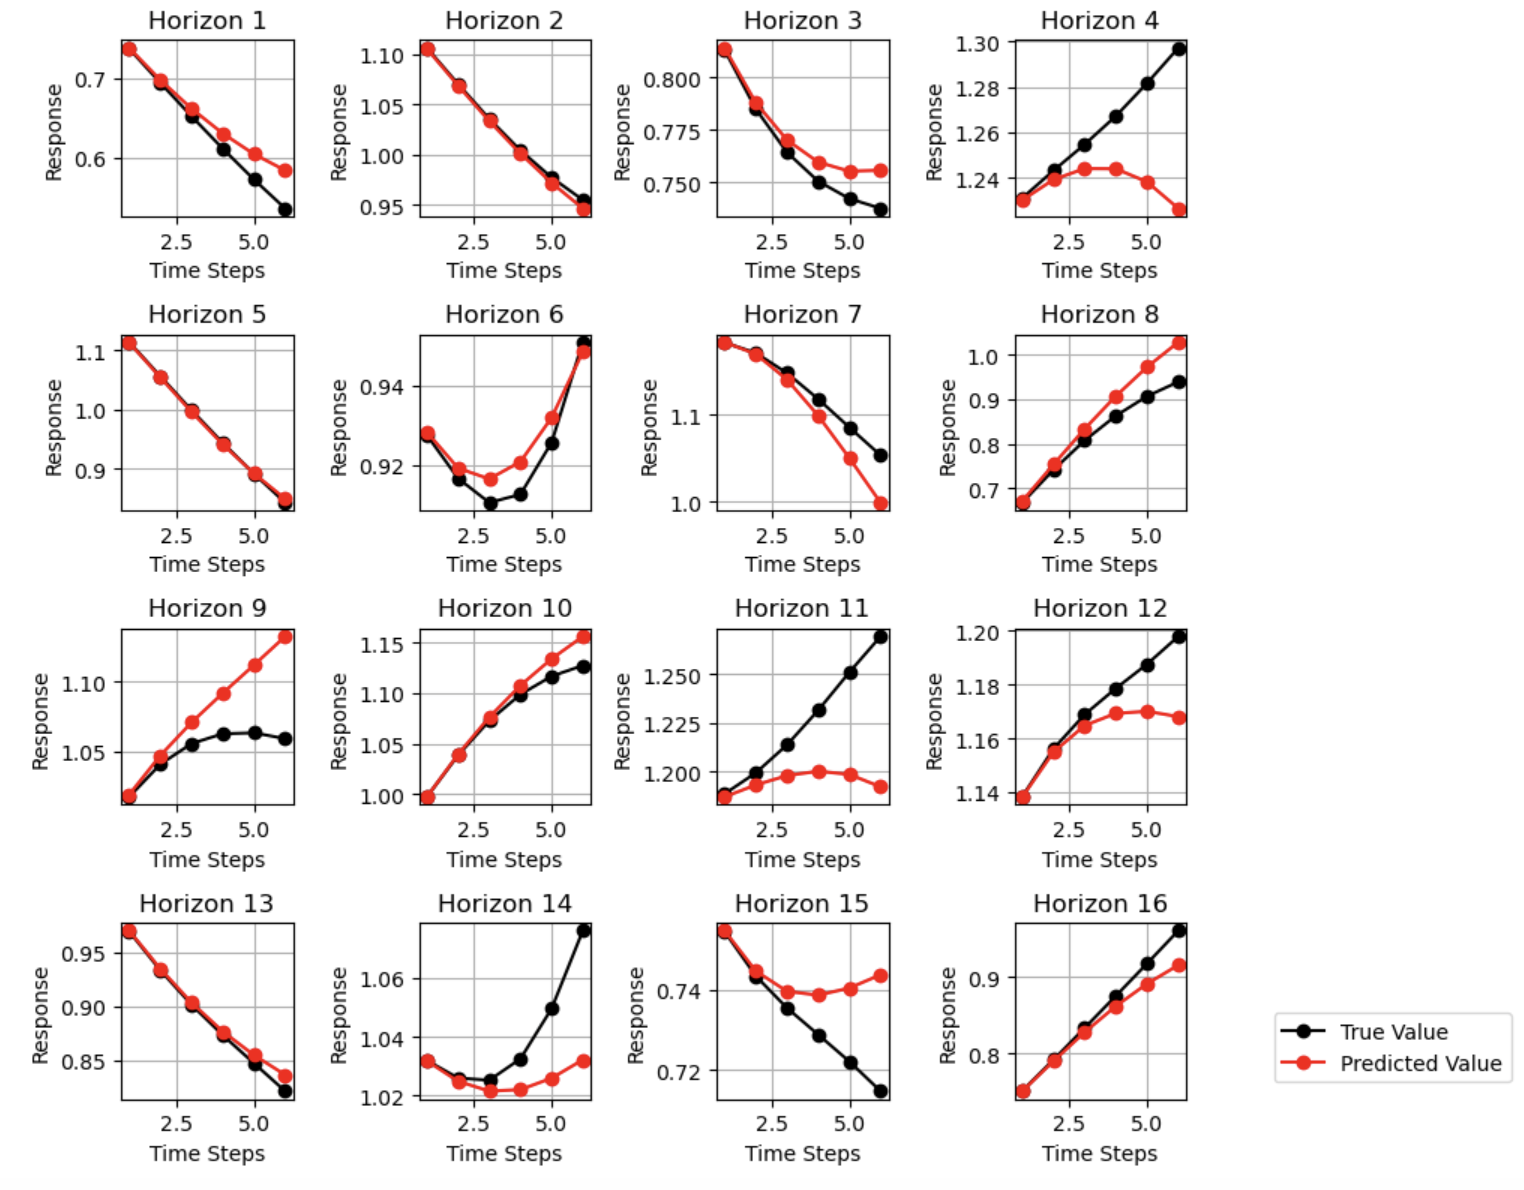 Horizon 1
Horizon 2
Horizon 3
Horizon 4
Response
0.7
0.6
2.5
5.0
Time Steps
Response
1.10
1.05
1.00
0.95
2.5
5.0
Time Steps
Response
0.800
0.775
0.750
2.5
5.0
Time Steps
Response
1.30
1.28
1.26
1.24
2.5
5.0
Time Steps
Horizon 5
Horizon 6
Horizon 7
Horizon 8
Response
1.1
1.0
0.9
2.5
5.0
Time Steps
Response
0.94
0.92
2.5
5.0
Time Steps
Response
1.1
1.0
2.5
5.0
Time Steps
Response
1.0
0.9
0.8
0.7
2.5
5.0
Time Steps
Horizon 9
Horizon 10
Horizon 11
Horizon 12
Response
1.10
1.05
2.5
5.0
Time Steps
Response
1.15
1.10
1.05
1.00
2.5
5.0
Time Steps
Response
1.250
1.225
1.200
2.5
5.0
Time Steps
Response
1.20
1.18
1.16
1.14
2.5
5.0
Time Steps
Horizon 13
Horizon 14
Horizon 15
Horizon 16
Response
0.95
0.90
0.85
2.5
5.0
Time Steps
Response
1.06
1.04
1.02
2.5
5.0
Time Steps
Response
0.74
0.72
2.5
5.0
Time Steps
Response
0.9
0.8
2.5
5.0
Time Steps
True Value
Predicted Value